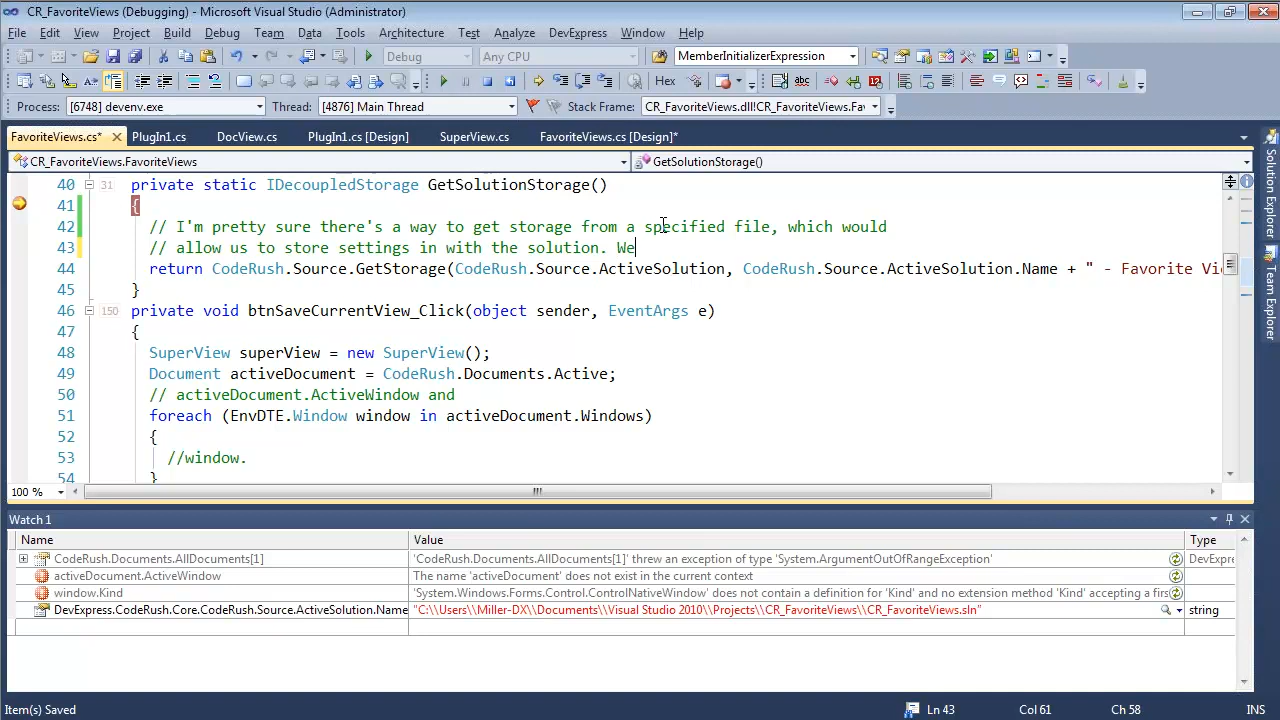 CR_FavoriteViews (Debugging) - Microsoft Visual Studio (Administrator)
File Edit View Project Build Debug Team Data Tools Architecture Test Analyze DevExpress Window Help
Debug Any CPU MemberInitializerExpression
Hex
Process: [6748] devenv.exe Thread: [4876] Main Thread Stack Frame: CR_FavoriteViews.dll!CR_FavoriteViews.Fav
FavoriteViews.cs* PlugIn1.cs DocView.cs PlugIn1.cs [Design] SuperView.cs FavoriteViews.cs [Design]*
CR_FavoriteViews.FavoriteViews GetSolutionStorage()
40 31 private static IDecoupledStorage GetSolutionStorage()
41 {
42 // I'm pretty sure there's a way to get storage from a specified file, which would
43 // allow us to store settings in with the solution. We
44 return CodeRush.Source.GetStorage(CodeRush.Source.ActiveSolution, CodeRush.Source.ActiveSolution.Name + " - Favorite Vi
45 }
46 150 private void btnSaveCurrentView_Click(object sender, EventArgs e)
47 {
48 SuperView superView = new SuperView();
49 Document activeDocument = CodeRush.Documents.Active;
50 // activeDocument.ActiveWindow and
51 foreach (EnvDTE.Window window in activeDocument.Windows)
52 {
53 //window.
54 }
100 %
Watch 1
Name Value Type
CodeRush.Documents.AllDocuments[1] 'CodeRush.Documents.AllDocuments[1]' threw an exception of type 'System.ArgumentOutOfRangeException' DevExpre
activeDocument.ActiveWindow The name 'activeDocument' does not exist in the current context
window.Kind 'System.Windows.Forms.Control.ControlNativeWindow' does not contain a definition for 'Kind' and no extension method 'Kind' accepting a firs
DevExpress.CodeRush.Core.CodeRush.Source.ActiveSolution.Name "C:\\Users\\Miller-DX\\Documents\\Visual Studio 2010\\Projects\\CR_FavoriteViews\\CR_FavoriteViews.sln" string
Item(s) Saved Ln 43 Col 61 Ch 58 INS
Solution Explorer
Team Explorer